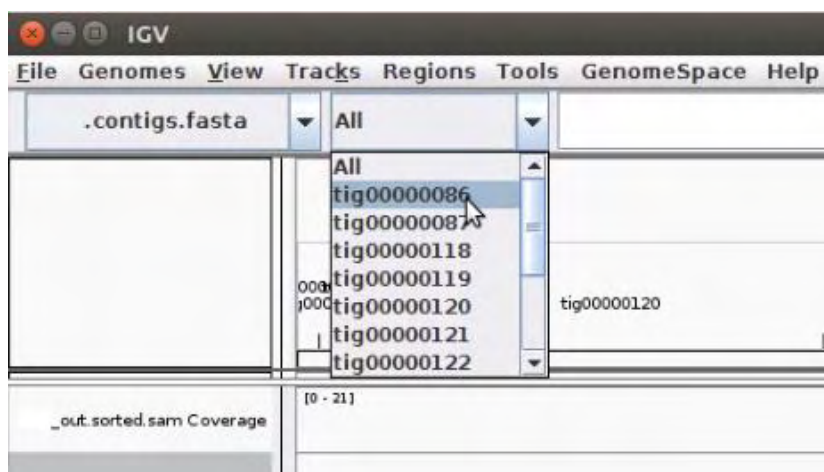 IGV
File Genomes View Tracks Regions Tools GenomeSpace Help
.contigs.fasta All
All
tig00000086
tig00000087
tig00000118
tig00000119
tig00000120
tig00000121
tig00000122
tig00000120
[0 - 21]
_out.sorted.sam Coverage